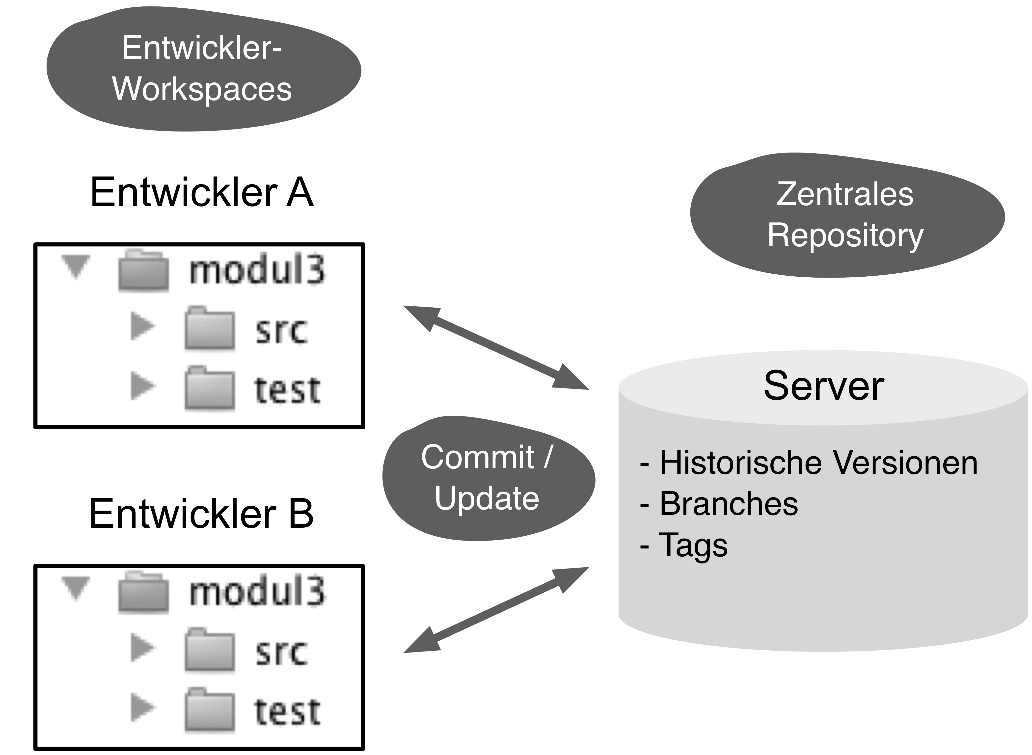 Entwickler-
Workspaces
Entwickler A
modul3
src
test
Entwickler B
modul3
src
test
Commit /
Update
Zentrales
Repository
Server
- Historische Versionen
- Branches
- Tags